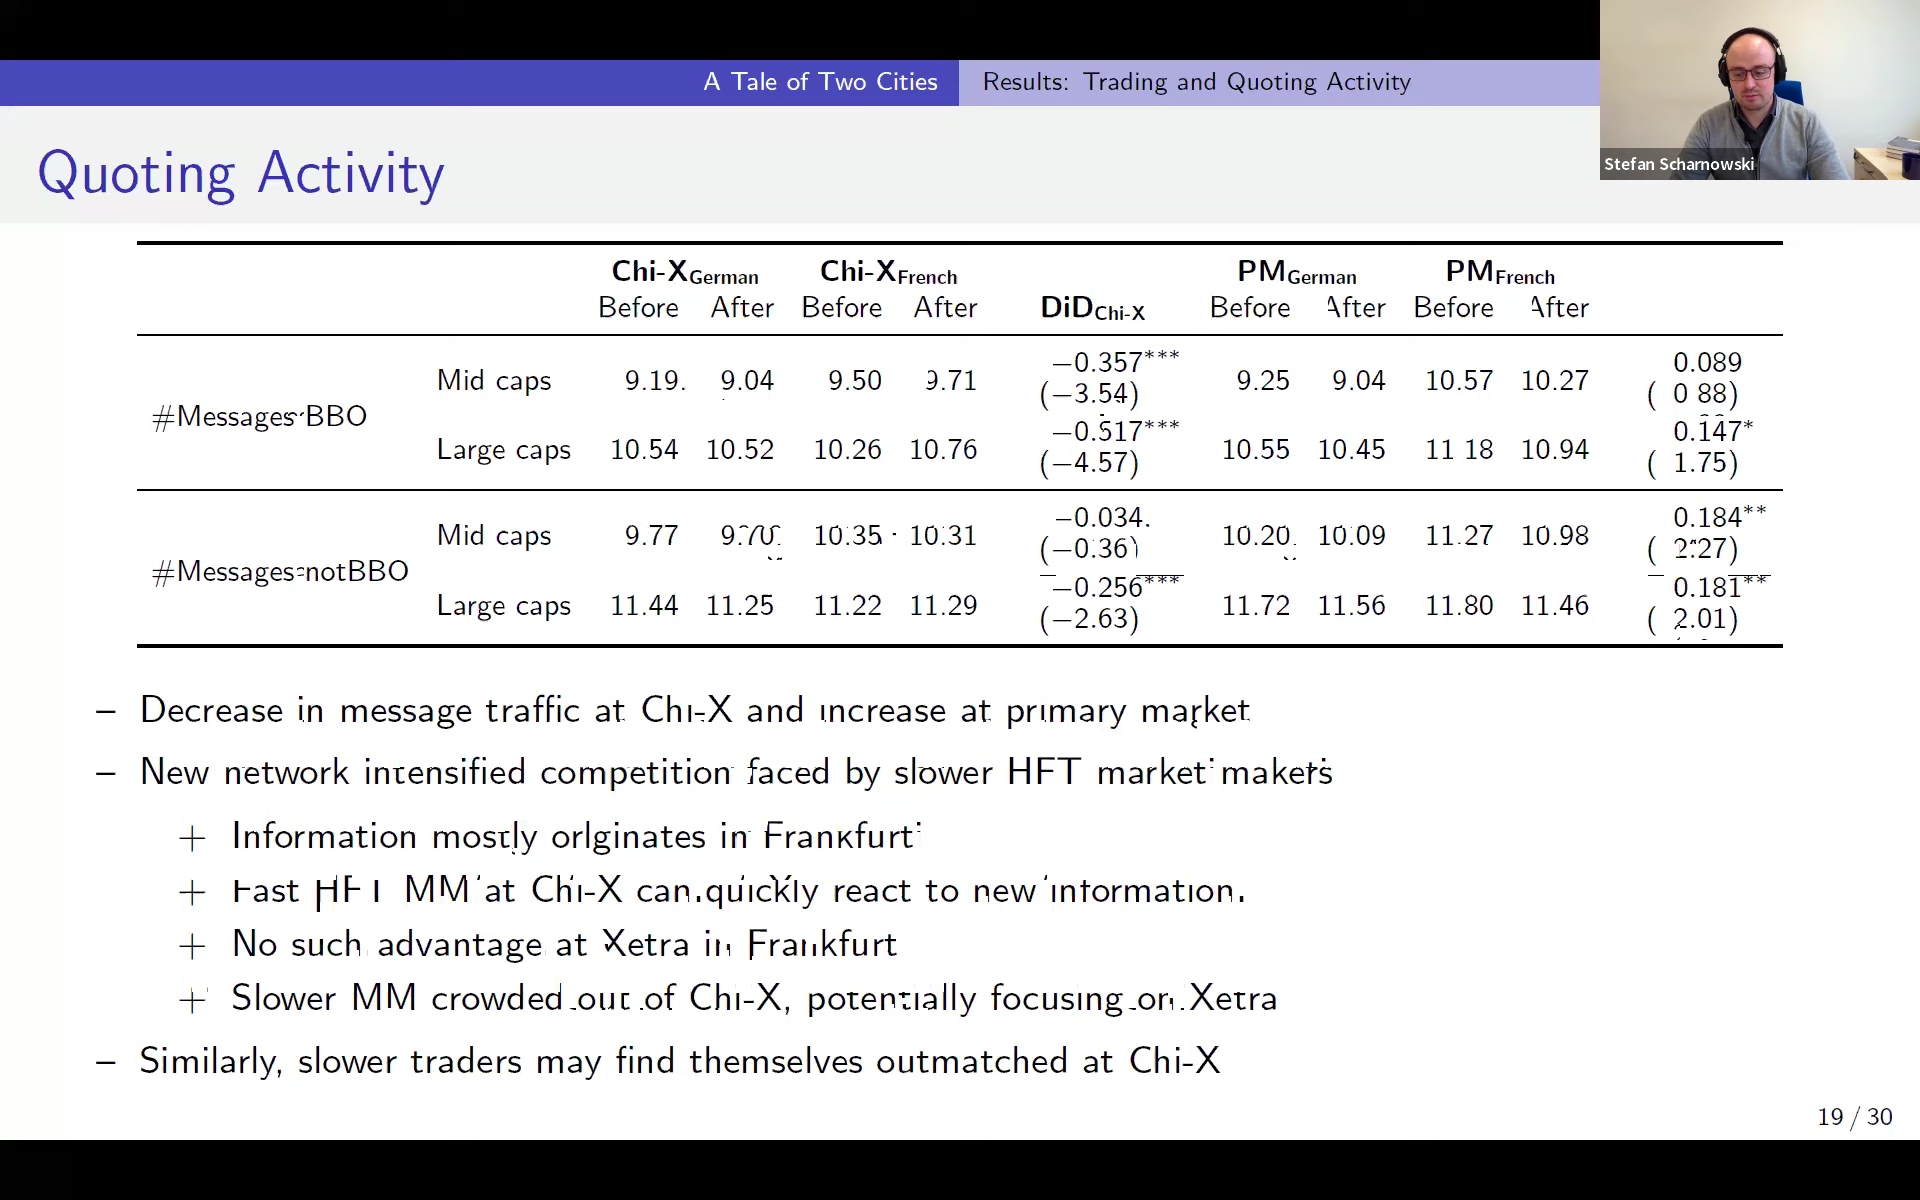 A Tale of Two Cities Results: Trading and Quoting Activity
Stefan Scharnowski
Quoting Activity
Chi-XGerman Chi-XFrench PMGerman PMFrench
Before After Before After DiDChi-X Before After Before After
#Messages BBO
Mid caps 9.19 9.04 9.50 9.71 −0.357*** 9.25 9.04 10.57 10.27 0.089
(−3.54) (0.88)
Large caps 10.54 10.52 10.26 10.76 −0.517*** 10.55 10.45 11.18 10.94 0.147*
(−4.57) (1.75)
#Messages notBBO
Mid caps 9.77 10.35 10.31 −0.034 10.20 10.09 11.27 10.98 0.184**
(−0.36) (2.27)
Large caps 11.44 11.25 11.22 11.29 −0.256*** 11.72 11.56 11.80 11.46 0.181**
(−2.63) (2.01)
– Decrease in message traffic at Chi-X and increase at primary market
– New network intensified competition faced by slower HFT market makers
+ Information mostly originates in Frankfurt
+ Fast HFT MM at Chi-X can quickly react to new information.
+ No such advantage at Xetra in Frankfurt
+ Slower MM crowded out of Chi-X, potentially focusing on Xetra
– Similarly, slower traders may find themselves outmatched at Chi-X
19 / 30